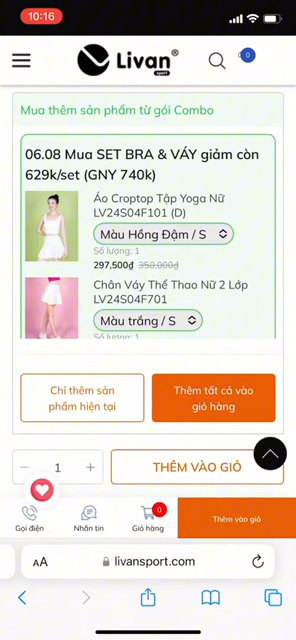 10:16
Livan®
sport
0
Mua thêm sản phẩm từ gói Combo
06.08 Mua SET BRA & VÁY giảm còn
629k/set (GNY 740k)
Áo Croptop Tập Yoga Nữ
LV24S04F101 (D)
Màu Hồng Đậm / S
Số lượng: 1
297,500₫ 350,000₫
Chân Váy Thể Thao Nữ 2 Lớp
LV24S04F701
Màu trắng / S
Số lượng: 1
Chỉ thêm sản
phẩm hiện tại
Thêm tất cả vào
giỏ hàng
− 1 +
THÊM VÀO GIỎ
0
Gọi điện
Nhắn tin
Giỏ hàng
Thêm vào giỏ
AA
livansport.com